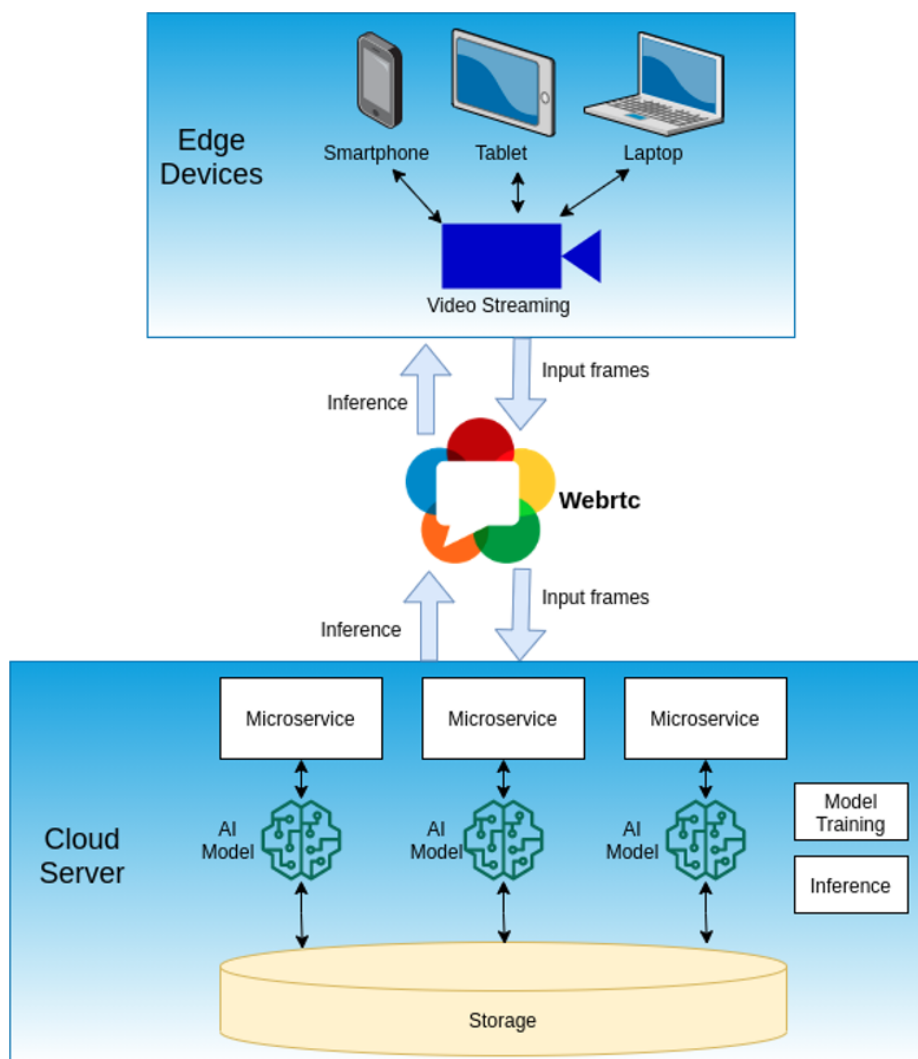 Edge
Devices
Smartphone
Tablet
Laptop
Video Streaming
Inference
Input frames
Webrtc
Inference
Input frames
Cloud
Server
Microservice
Microservice
Microservice
AI
Model
AI
Model
AI
Model
Model
Training
Inference
Storage